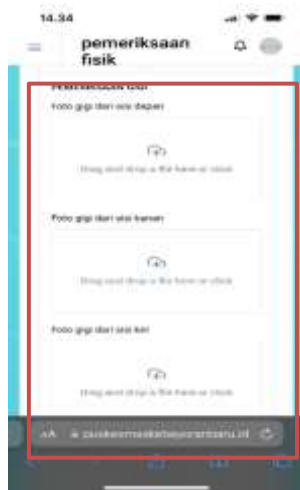 14.34
pemeriksaan
fisik
PEMERIKSAAN GIGI
Foto gigi dari sisi depan
Drag and drop a file here or click
Foto gigi dari sisi kanan
Drag and drop a file here or click
Foto gigi dari sisi kiri
Drag and drop a file here or click
AA